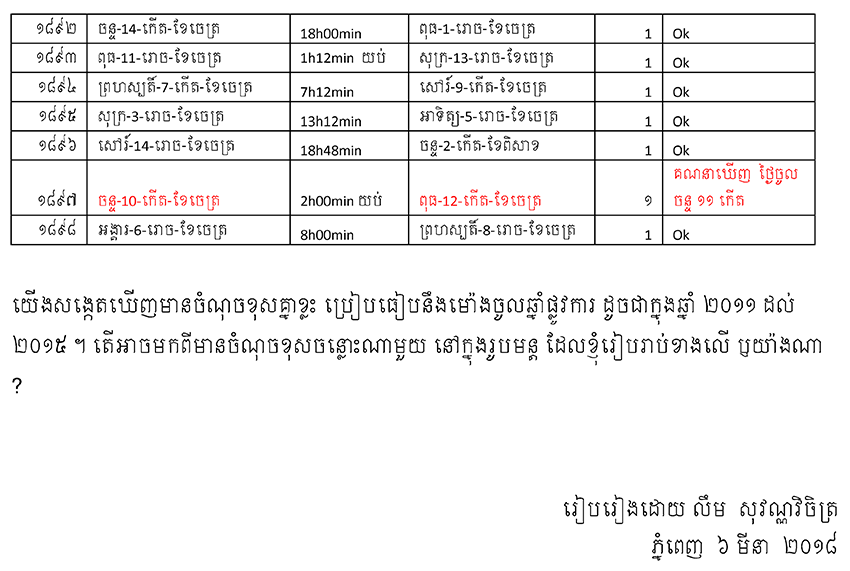 ១៨៩២ ចន្ទ-14-កើត-ខែចេត្រ 18h00min ពុធ-1-រោច-ខែចេត្រ 1 Ok
១៨៩៣ ពុធ-11-រោច-ខែចេត្រ 1h12min យប់ សុក្រ-13-រោច-ខែចេត្រ 1 Ok
១៨៩៤ ព្រហស្បតិ៍-7-កើត-ខែចេត្រ 7h12min សៅរ៍-9-កើត-ខែចេត្រ 1 Ok
១៨៩៥ សុក្រ-3-រោច-ខែចេត្រ 13h12min អាទិត្យ-5-រោច-ខែចេត្រ 1 Ok
១៨៩៦ សៅរ៍-14-រោច-ខែចេត្រ 18h48min ចន្ទ-2-កើត-ខែពិសាខ 1 Ok
១៨៩៧ ចន្ទ-10-កើត-ខែចេត្រ 2h00min យប់ ពុធ-12-កើត-ខែចេត្រ ១ គណនាឃើញ ថ្ងៃចូល
ចន្ទ ១១ កើត
១៨៩៨ អង្គារ-6-រោច-ខែចេត្រ 8h00min ព្រហស្បតិ៍-8-រោច-ខែចេត្រ 1 Ok
យើងសង្កេតឃើញមានចំណុចខុសគ្នាខ្លះ ប្រៀបធៀបនឹងម៉ោងចូលឆ្នាំផ្លូវការ ដូចជាក្នុងឆ្នាំ ២០១១ ដល់
២០១៥ ។ តើអាចមកពីមានចំណុចខុសចន្លោះណាមួយ នៅក្នុងរូបមន្ត ដែលខ្ញុំរៀបរាប់ខាងលើ ឬយ៉ាងណា
?
រៀបរៀងដោយ លឹម សុវណ្ណវិចិត្រ
ភ្នំពេញ ៦ មីនា ២០១៨